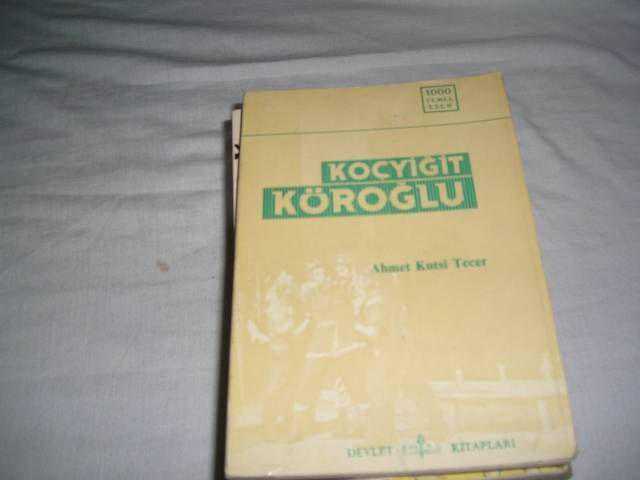 1000
TEMEL
ESER
KOÇYİĞİT
KÖROĞLU
Ahmet Kutsi Tecer
DEVLET KİTAPLARI